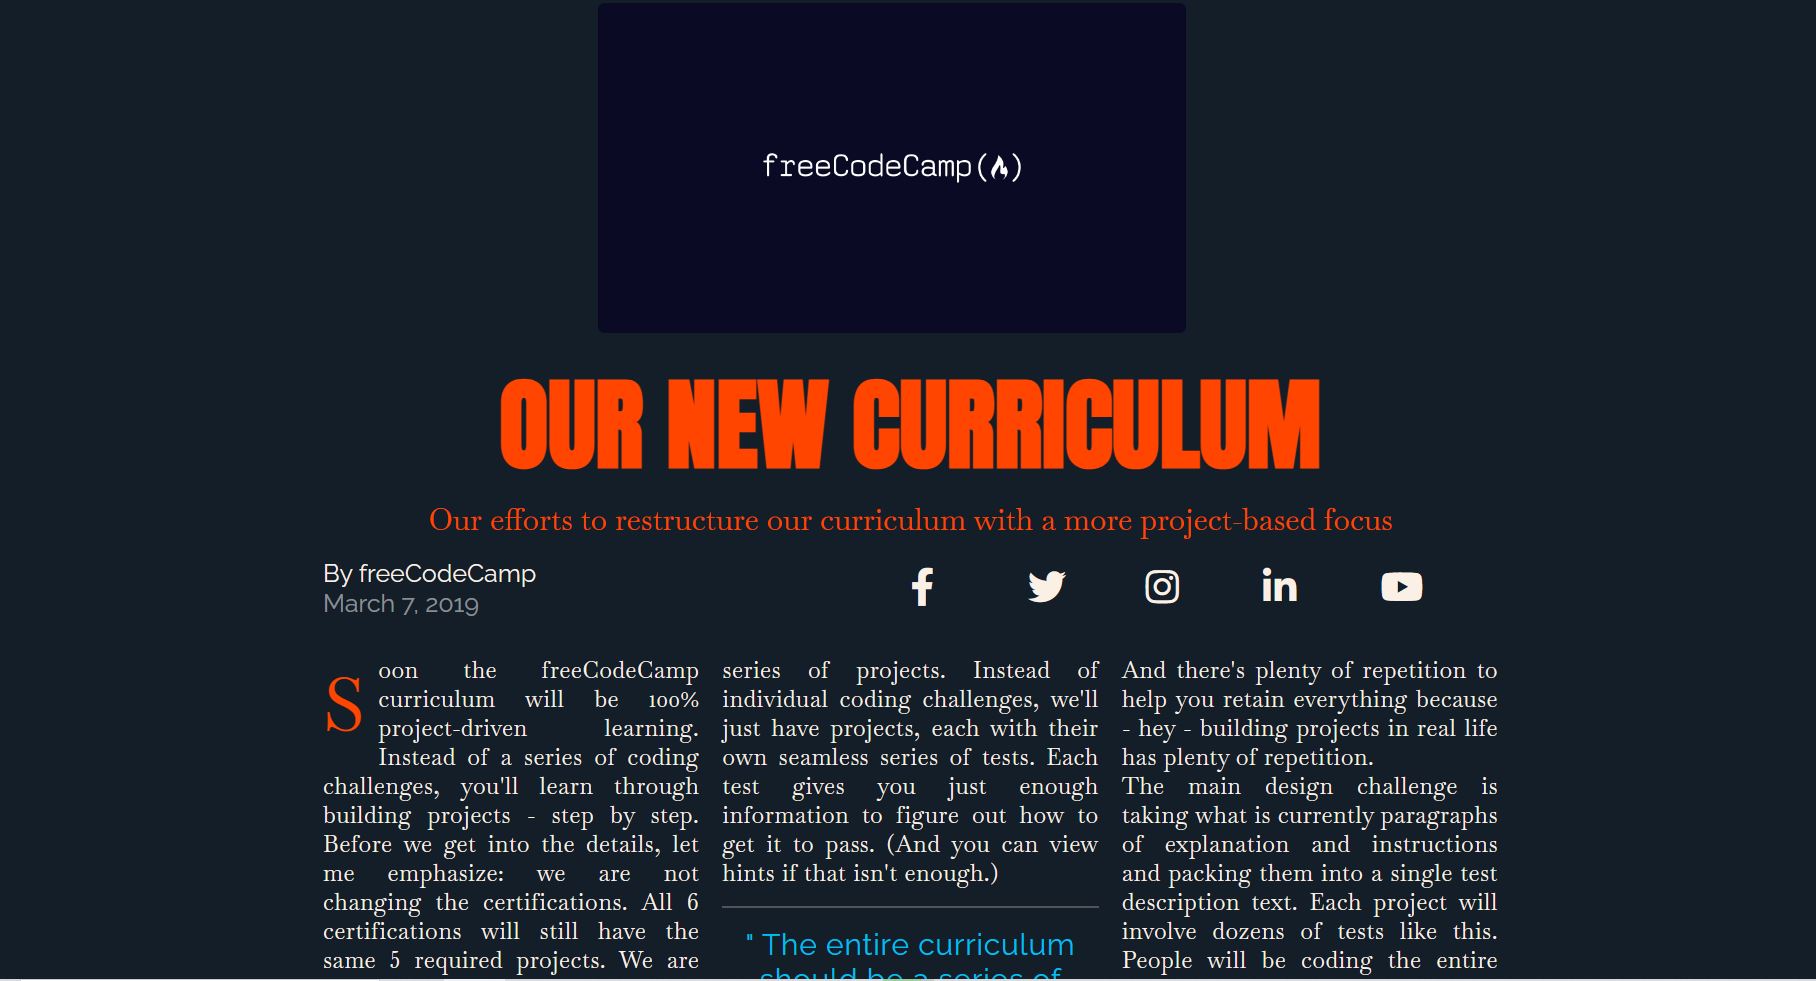 freeCodeCamp()
OUR NEW CURRICULUM
Our efforts to restructure our curriculum with a more project-based focus
By freeCodeCamp
March 7, 2019
Soon the freeCodeCamp
curriculum will be 100%
project-driven learning.
Instead of a series of coding
challenges, you'll learn through
building projects - step by step.
Before we get into the details, let
me emphasize: we are not
changing the certifications. All 6
certifications will still have the
same 5 required projects. We are
series of projects. Instead of
individual coding challenges, we'll
just have projects, each with their
own seamless series of tests. Each
test gives you just enough
information to figure out how to
get it to pass. (And you can view
hints if that isn't enough.)
" The entire curriculum
should be a series of
And there's plenty of repetition to
help you retain everything because
- hey - building projects in real life
has plenty of repetition.
The main design challenge is
taking what is currently paragraphs
of explanation and instructions
and packing them into a single test
description text. Each project will
involve dozens of tests like this.
People will be coding the entire